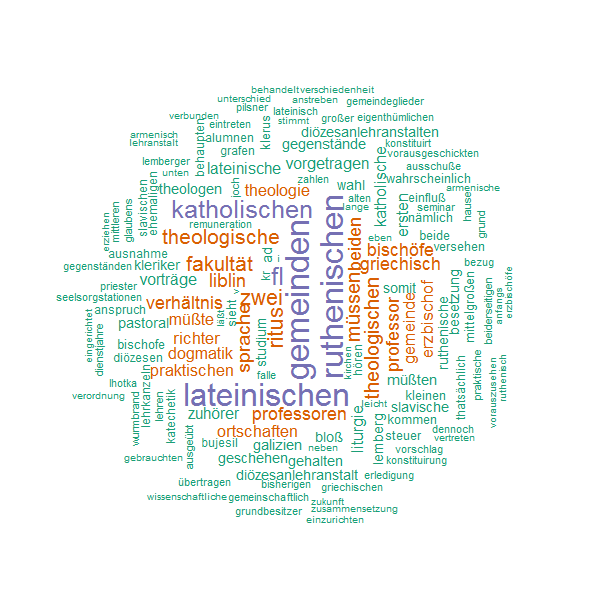 behandelt
verschiedenheit
unterschied
anstreben
gemeindeglieder
pilsner
lateinisch
großer
eigenthümlichen
verbunden
eintreten
stimmt
klerus
armenisch
lehranstalt
behaupten
alumnen
diözesanlehranstalten
konstituirt
grafen
gegenstände
vorausgeschickten
lemberger
lateinische
vorgetragen
katholische
ausschuße
unten
zahlen
wahl
wahrscheinlich
slavischen
ehemaligen
theologen
joch
theologie
alten
ersten
einfluß
armenische
mittleren
glaubens
erziehen
katholischen
lange
nämlich
seminar
hause
remuneration
gemeinden
ruthenischen
beiden
eben
beide
grund
theologische
ausnahme
ad
bischöfe
versehen
gegenständen
kleriker
fakultät
kr
fl
griechisch
bezug
priester
vorträge
liblin
müssen
somit
ruthenische
besetzung
mittelgroßen
beiderseitigen
anfangs
erzbischöfe
seelsorgstationen
verhältnis
zwei
ritus
theologischen
gemeinde
erzbischof
anspruch
läßt
sieht
sprache
professor
eingerichtet
pastoral
müßte
dienstjahre
bischofe
richter
studium
kirchen
hören
thatsächlich
diözesen
dogmatik
praktischen
falle
müßten
praktische
vorauszusehen
ruthenisch
lhotka
verordnung
lateinischen
leicht
kleinen
wurmbrand
lehrkanzeln
lehren
katechetik
zuhörer
professoren
liturgie
slavische
kommen
dennoch
vertreten
ortschaften
bloß
lemberg
steuer
ausgeübt
bujesil
galizien
neben
vorschlag
gebrauchten
geschehen
gehalten
konstituirung
diözesanlehranstalt
erledigung
übertragen
bisherigen
griechischen
wissenschaftliche
gemeinschaftlich
zukunft
grundbesitzer
zusammensetzung
einzurichten